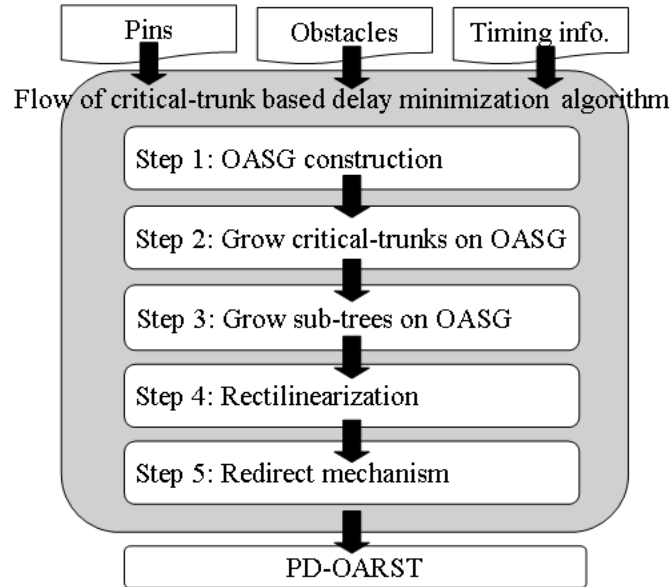 Pins
Obstacles
Timing info.
Flow of critical-trunk based delay minimization algorithm
Step 1: OASG construction
Step 2: Grow critical-trunks on OASG
Step 3: Grow sub-trees on OASG
Step 4: Rectilinearization
Step 5: Redirect mechanism
PD-OARST